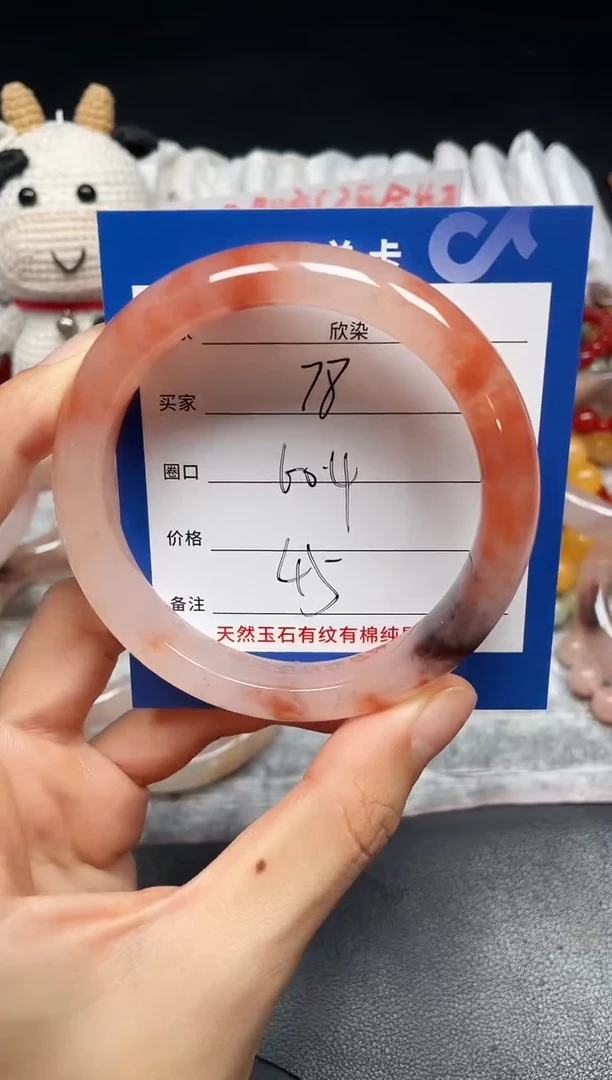 卡
欣染
买家 78
圈口 60.4
价格 45
备注
天然玉石有纹有棉纯